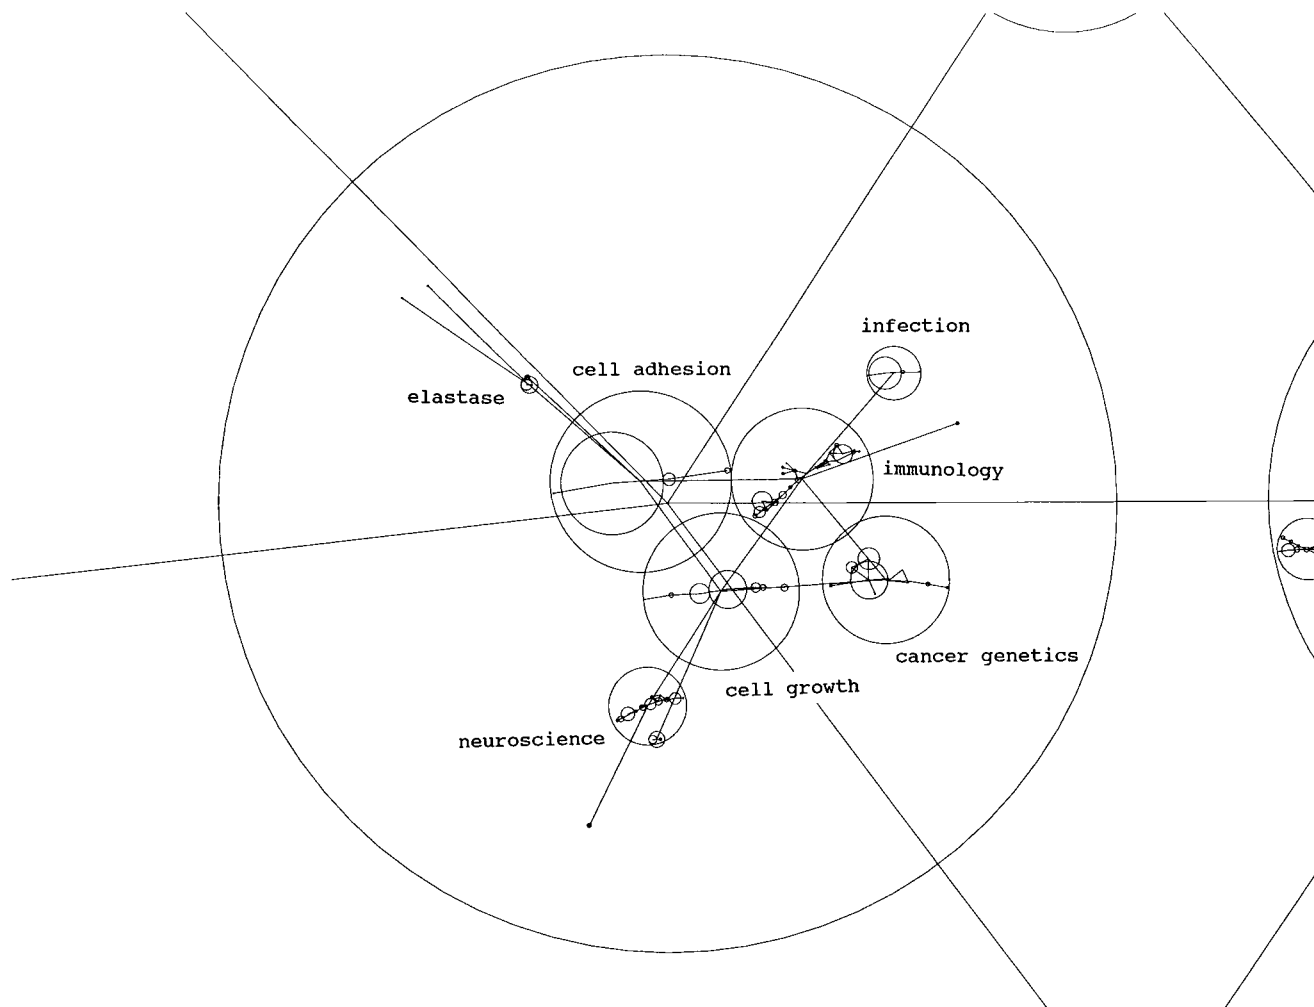 infection
cell adhesion
elastase
immunology
cancer genetics
cell growth
neuroscience